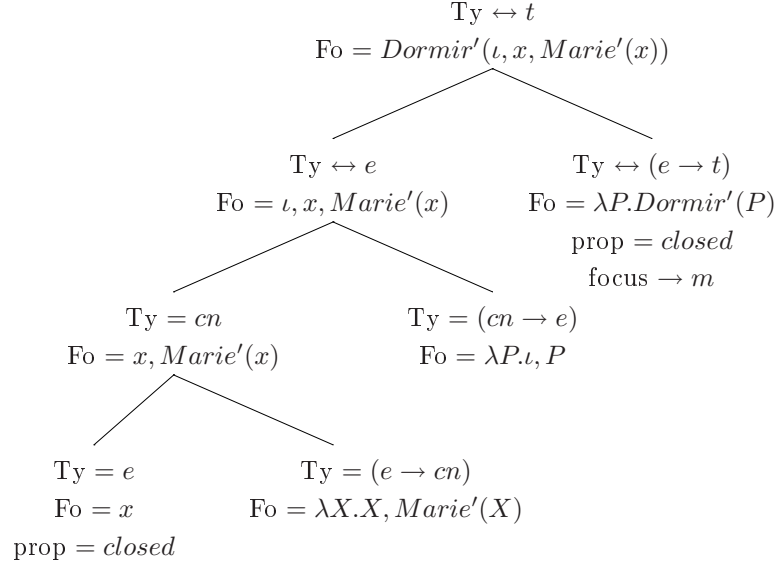 Ty ↔ t
Fo = Dormir′(ι, x, Marie′(x))
Ty ↔ e
Fo = ι, x, Marie′(x)
Ty ↔ (e → t)
Fo = λP.Dormir′(P)
prop = closed
focus → m
Ty = cn
Fo = x, Marie′(x)
Ty = (cn → e)
Fo = λP.ι, P
Ty = e
Fo = x
prop = closed
Ty = (e → cn)
Fo = λX.X, Marie′(X)